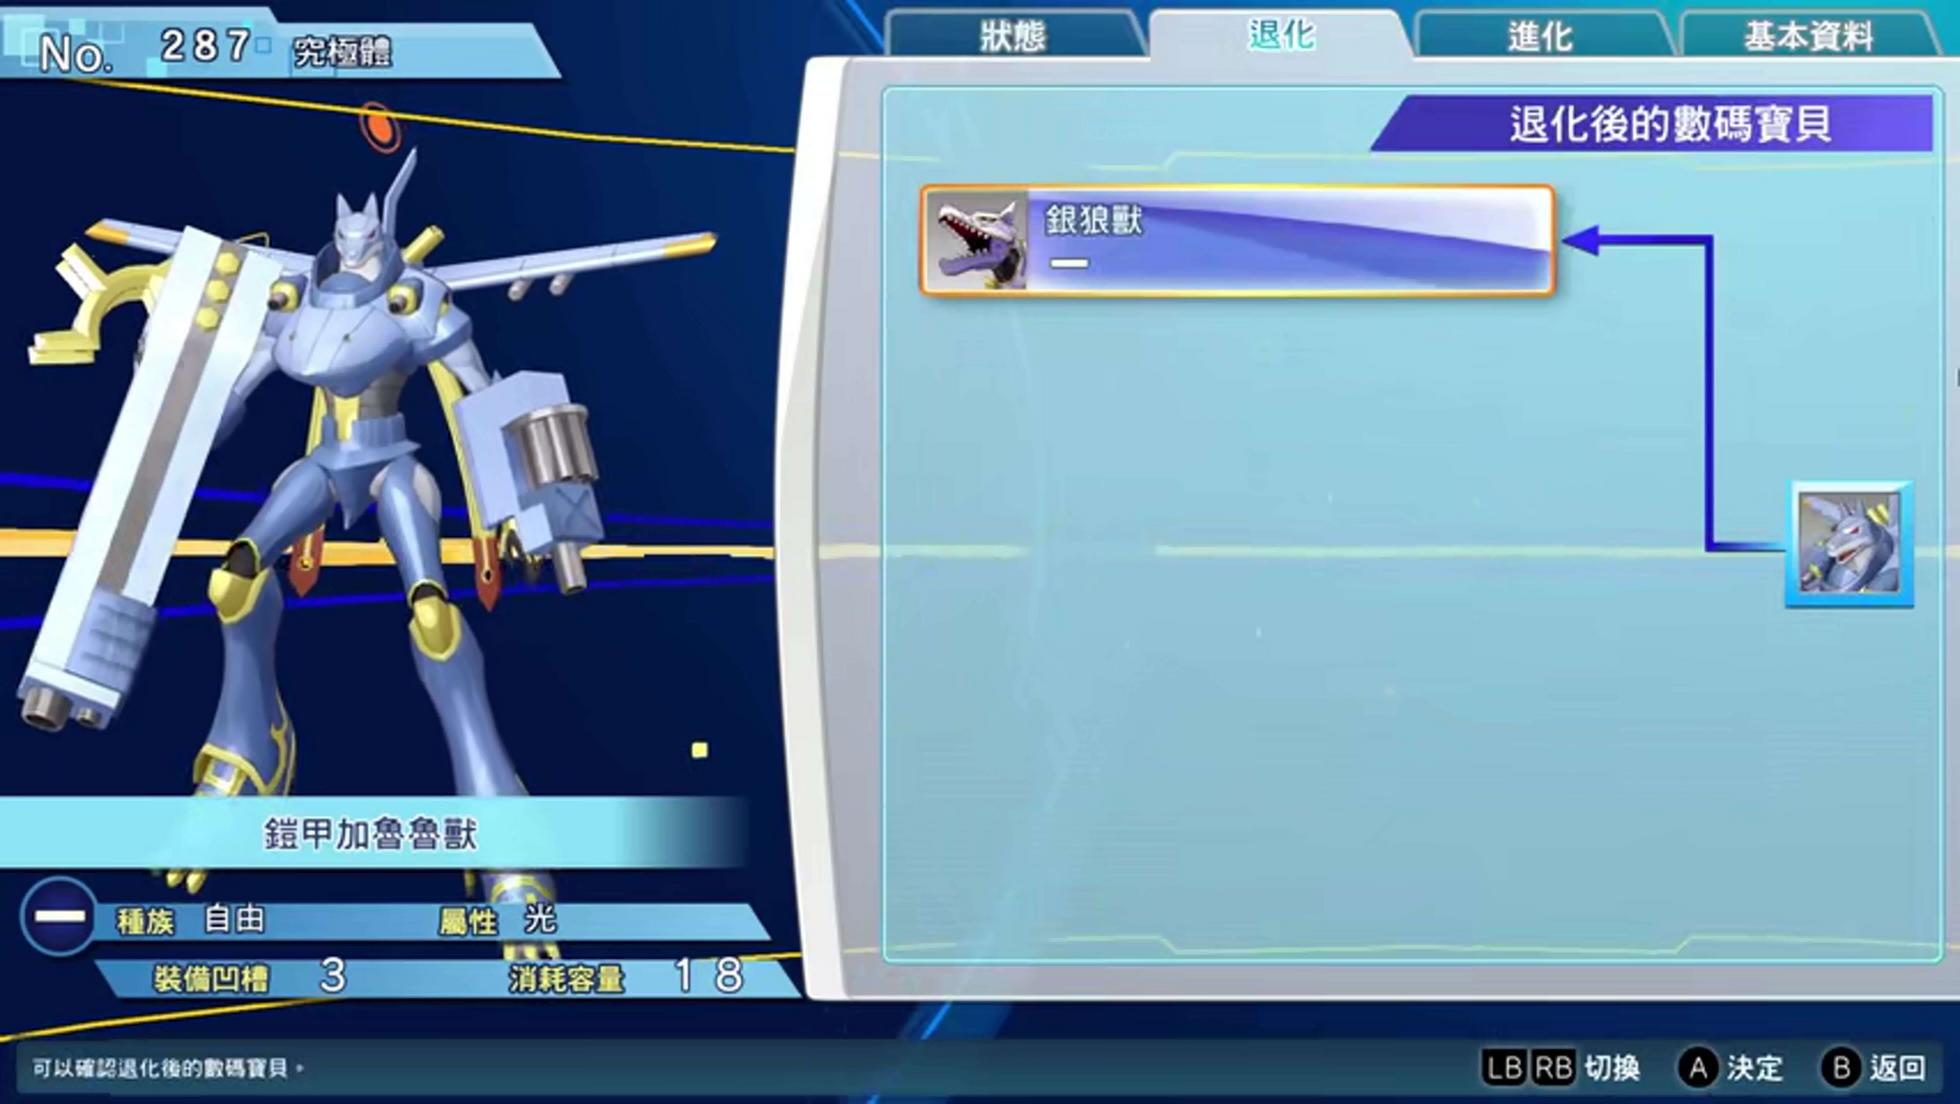 No. 287 究極體
狀態 退化 進化 基本資料
退化後的數碼寶貝
銀狼獸
鎧甲加魯魯獸
種族 自由 屬性 光
裝備凹槽 3 消耗容量 18
可以確認退化後的數碼寶貝。
LB RB 切換 A 決定 B 返回